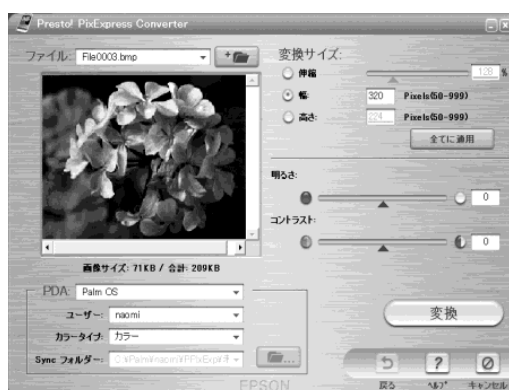 Presto! PixExpress Converter
ファイル: File0003.bmp
変換サイズ:
伸縮 128 %
幅: 320 Pixels(50-999)
高さ: 224 Pixels(50-999)
全てに適用
明るさ:
0
コントラスト:
0
画像サイズ: 71KB / 合計: 209KB
PDA: Palm OS
ユーザー: naomi
カラータイプ: カラー
Sync フォルダー:
変換
戻る ヘルプ キャンセル
EPSON